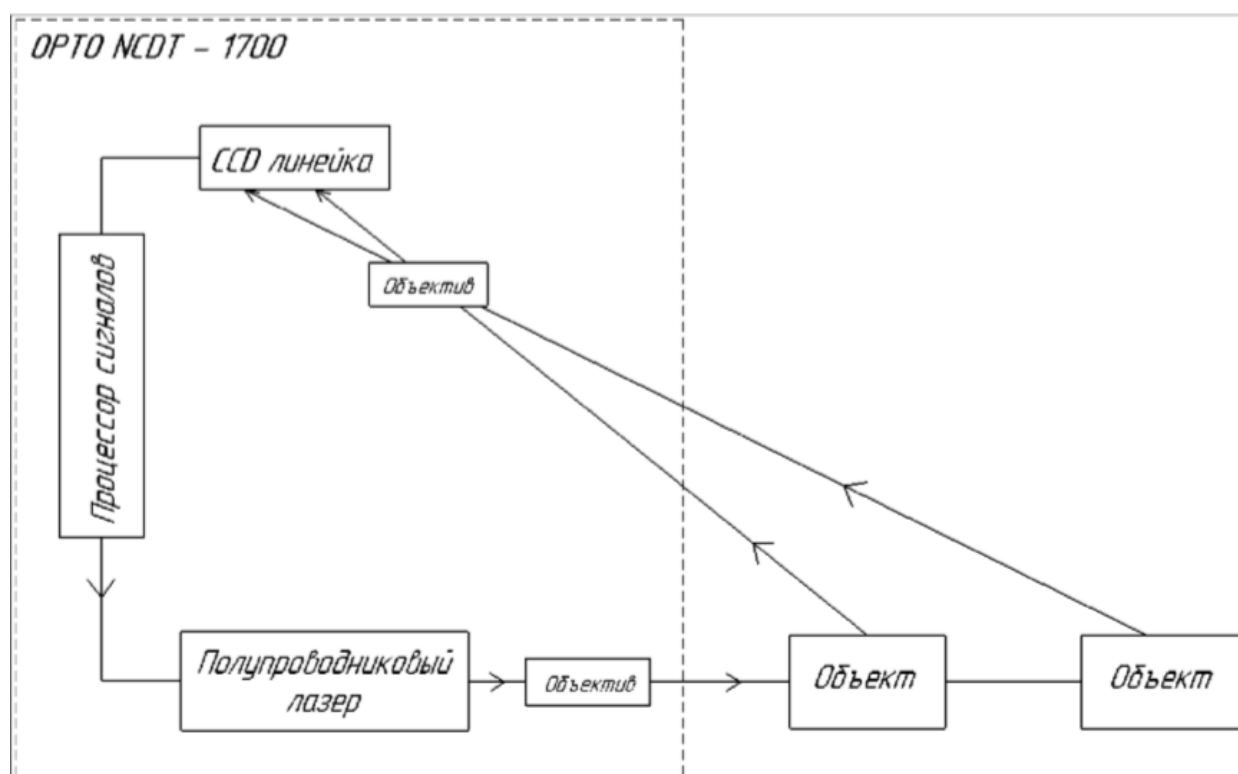 OPTO NCDT - 1700
CCD линейка
Объектив
Процессор сигналов
Полупроводниковый
лазер
Объектив
Объект
Объект